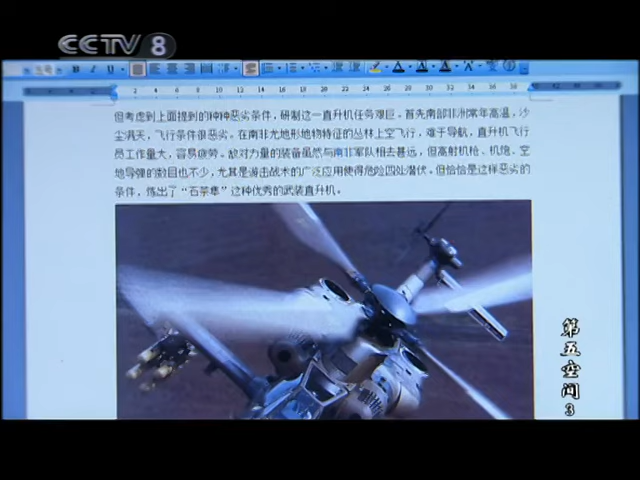 CCTV 8
但考虑到上面提到的种种恶劣条件，研制这一直升机任务艰巨。首先南部非洲常年高温，沙
尘满天，飞行条件很恶劣。在南非尤地形地物特征的丛林上空飞行，难于导航，直升机飞行
员工作量大，容易疲劳。敌对力量的装备虽然与南非军队相去甚远，但高射机枪、机炮、空
地导弹的数目也不少，尤其是游击战术的广泛应用使得危险四处潜伏。但恰恰是这样恶劣的
条件，炼出了“石茶隼”这种优秀的武装直升机。
第五空间
3